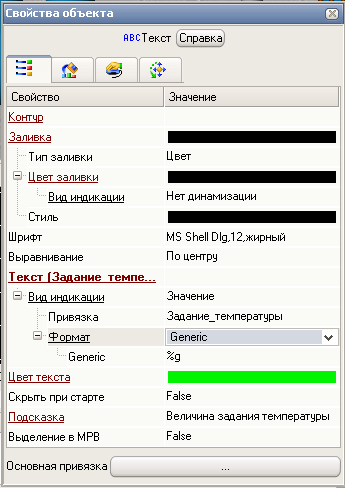 Свойства объекта
ABC Текст Справка
Свойство Значение
Контур
Заливка
Тип заливки Цвет
Цвет заливки
Вид индикации Нет динамизации
Стиль
Шрифт MS Shell Dlg,12,жирный
Выравнивание По центру
Текст (Задание_темпе...
Вид индикации Значение
Привязка Задание_температуры
Формат Generic
Generic %g
Цвет текста
Скрыть при старте False
Подсказка Величина задания температуры
Выделение в МРВ False
Основная привязка ...